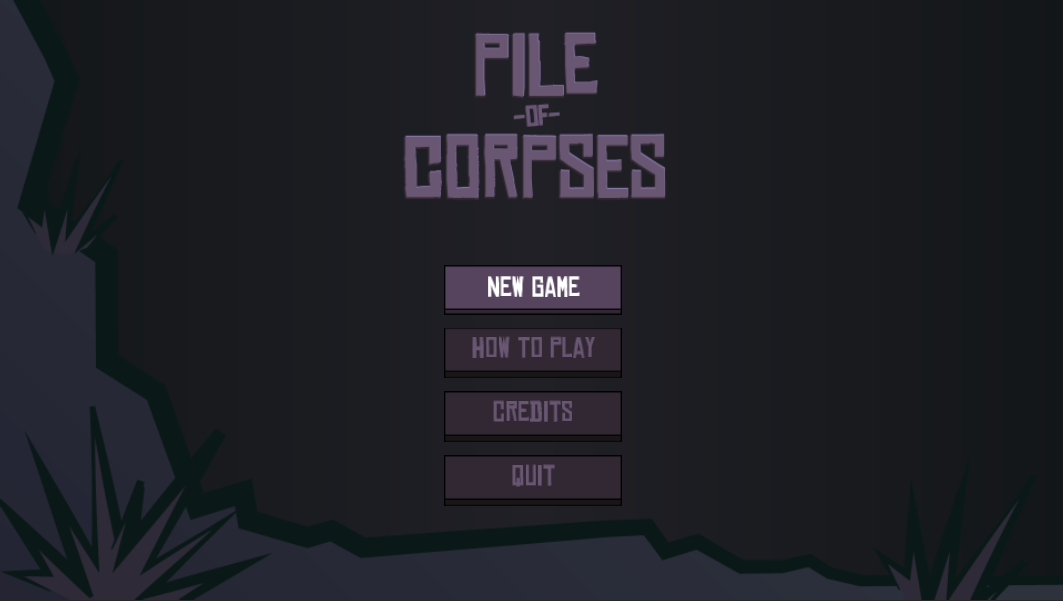 PILE
-OF-
CORPSES
NEW GAME
HOW TO PLAY
CREDITS
QUIT